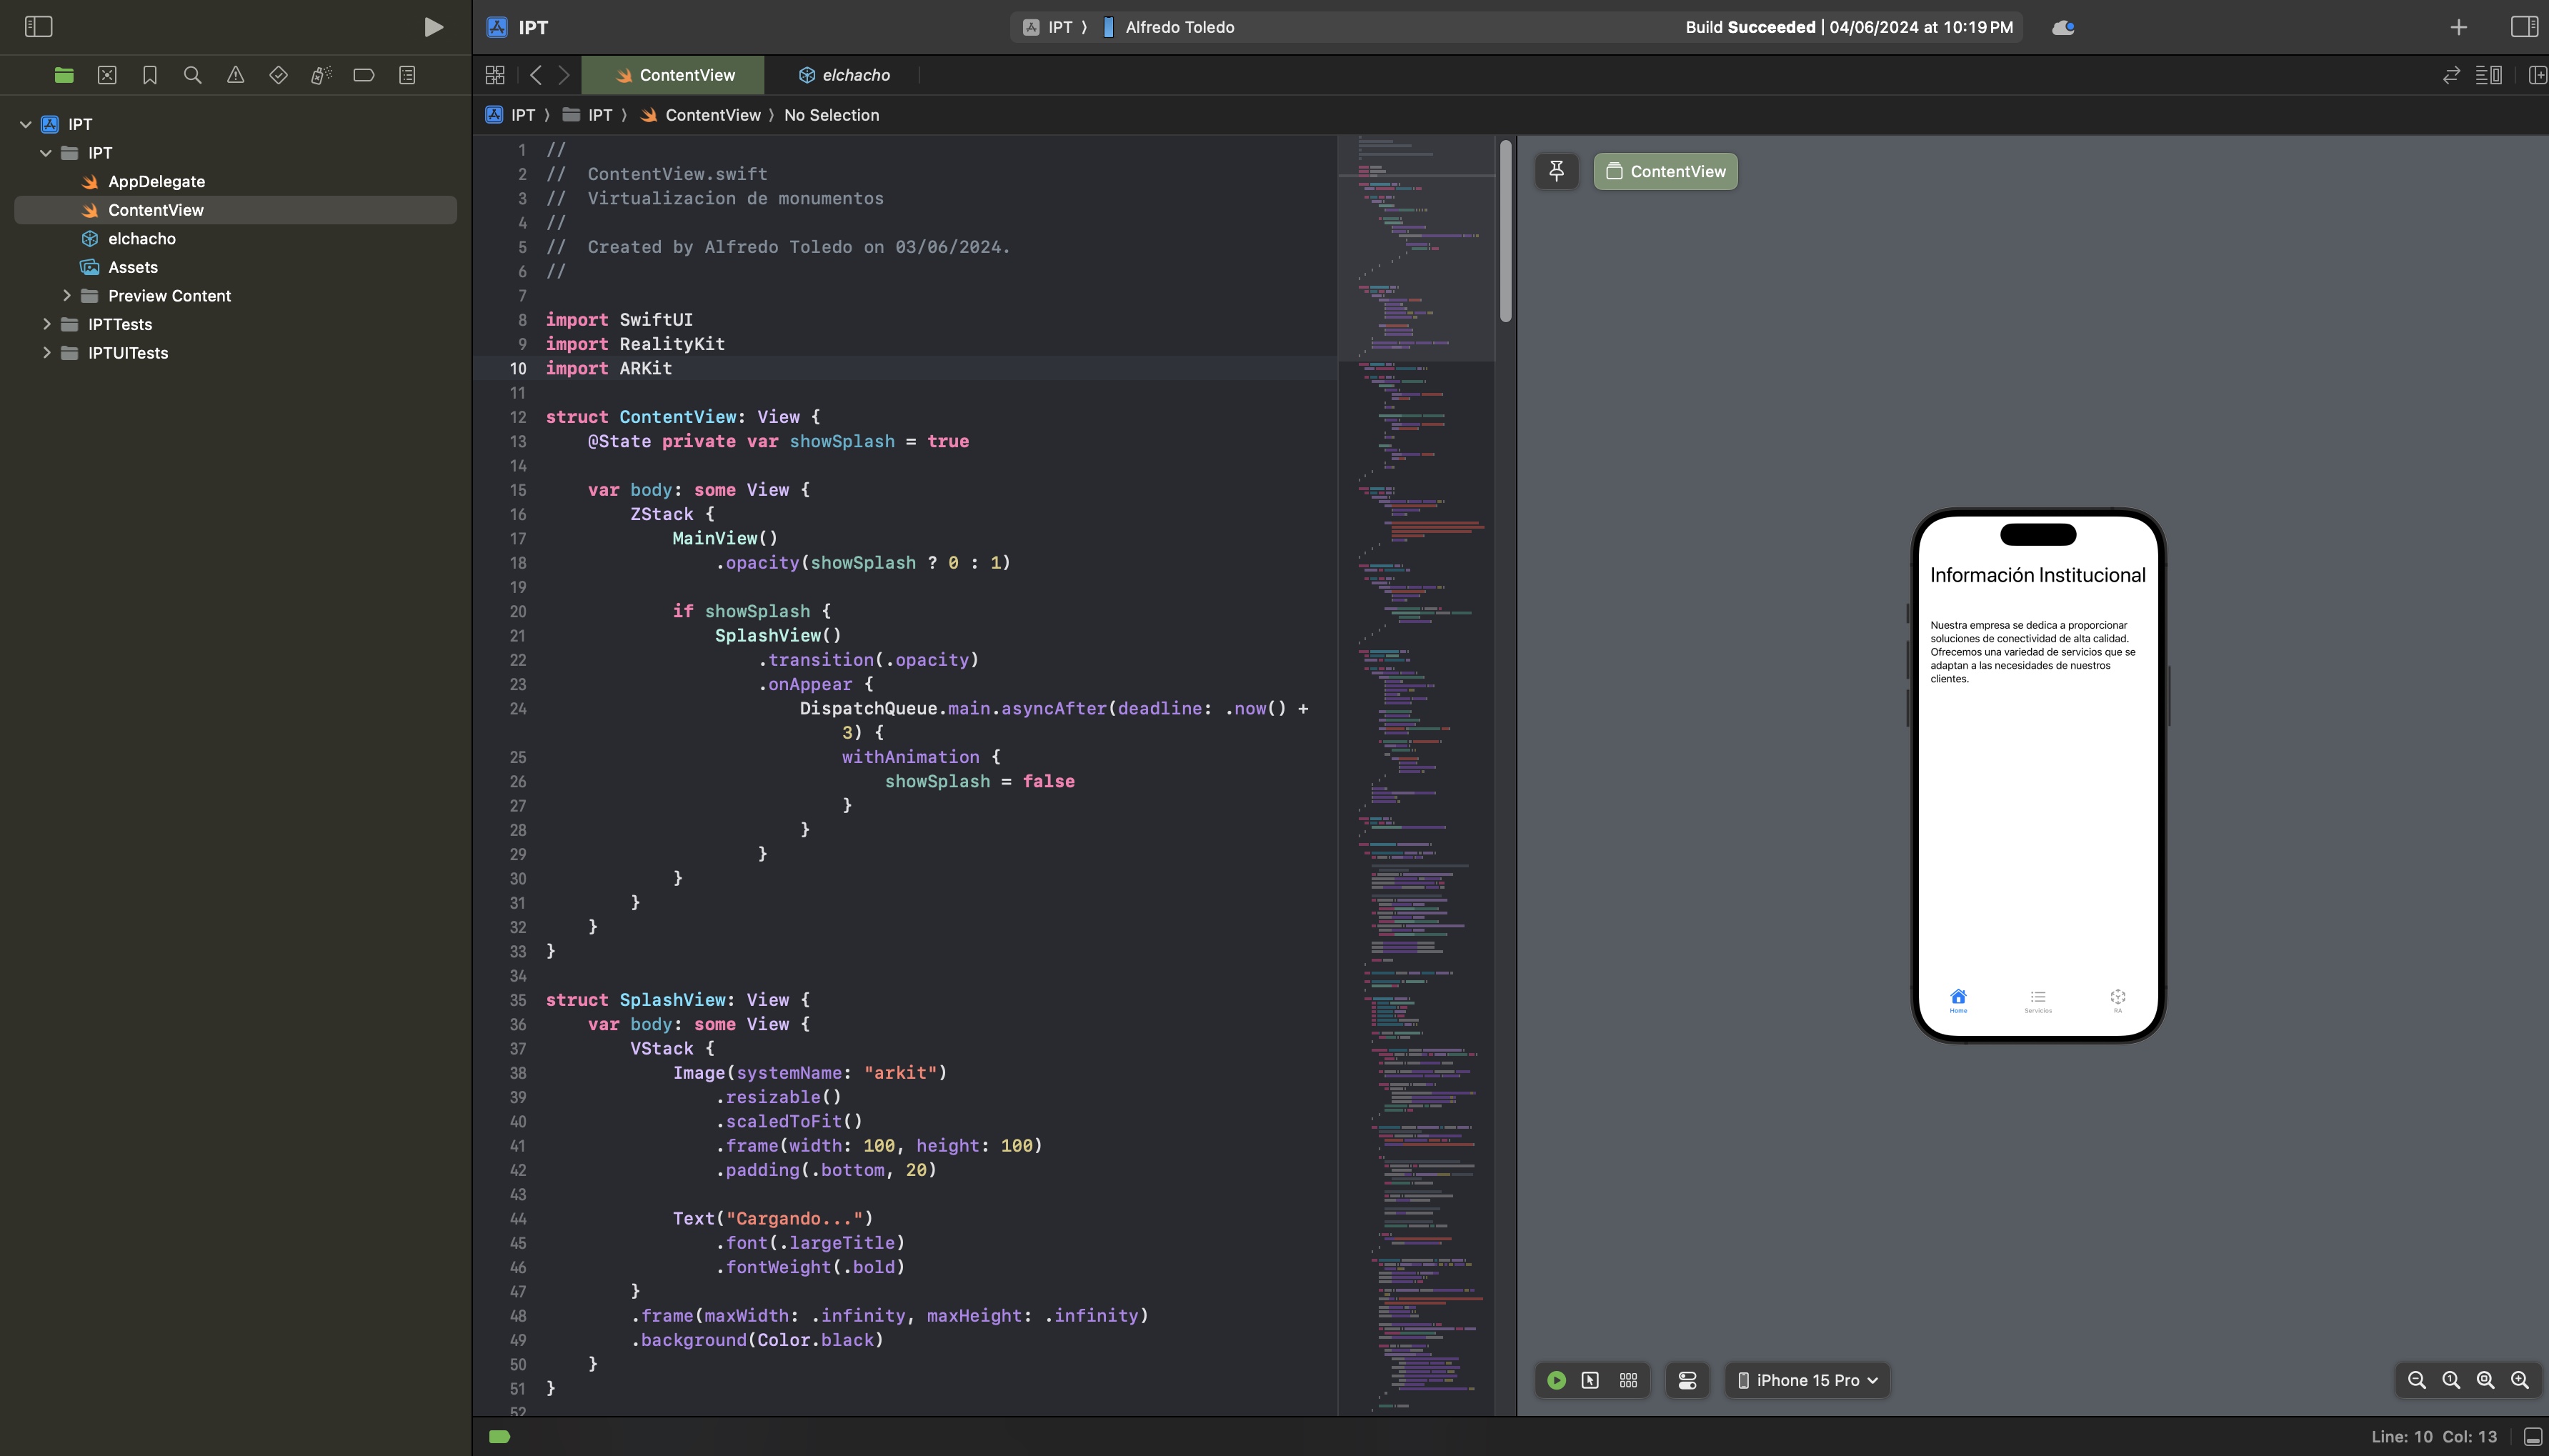 IPT
IPT 〉 Alfredo Toledo
Build Succeeded | 04/06/2024 at 10:19 PM
ContentView
elchacho
IPT 〉 IPT 〉 ContentView 〉 No Selection
IPT
IPT
AppDelegate
ContentView
elchacho
Assets
Preview Content
IPTTests
IPTUITests
1 //
2 //  ContentView.swift
3 //  Virtualizacion de monumentos
4 //
5 //  Created by Alfredo Toledo on 03/06/2024.
6 //
7
8 import SwiftUI
9 import RealityKit
10 import ARKit
11
12 struct ContentView: View {
13     @State private var showSplash = true
14
15     var body: some View {
16         ZStack {
17             MainView()
18                 .opacity(showSplash ? 0 : 1)
19
20             if showSplash {
21                 SplashView()
22                     .transition(.opacity)
23                     .onAppear {
24                         DispatchQueue.main.asyncAfter(deadline: .now() +
3) {
25                             withAnimation {
26                                 showSplash = false
27                             }
28                         }
29                     }
30             }
31         }
32     }
33 }
34
35 struct SplashView: View {
36     var body: some View {
37         VStack {
38             Image(systemName: "arkit")
39                 .resizable()
40                 .scaledToFit()
41                 .frame(width: 100, height: 100)
42                 .padding(.bottom, 20)
43
44             Text("Cargando...")
45                 .font(.largeTitle)
46                 .fontWeight(.bold)
47         }
48         .frame(maxWidth: .infinity, maxHeight: .infinity)
49         .background(Color.black)
50     }
51 }
52
ContentView
Información Institucional
Nuestra empresa se dedica a proporcionar
soluciones de conectividad de alta calidad.
Ofrecemos una variedad de servicios que se
adaptan a las necesidades de nuestros
clientes.
Home
Servicios
RA
iPhone 15 Pro
Line: 10 Col: 13